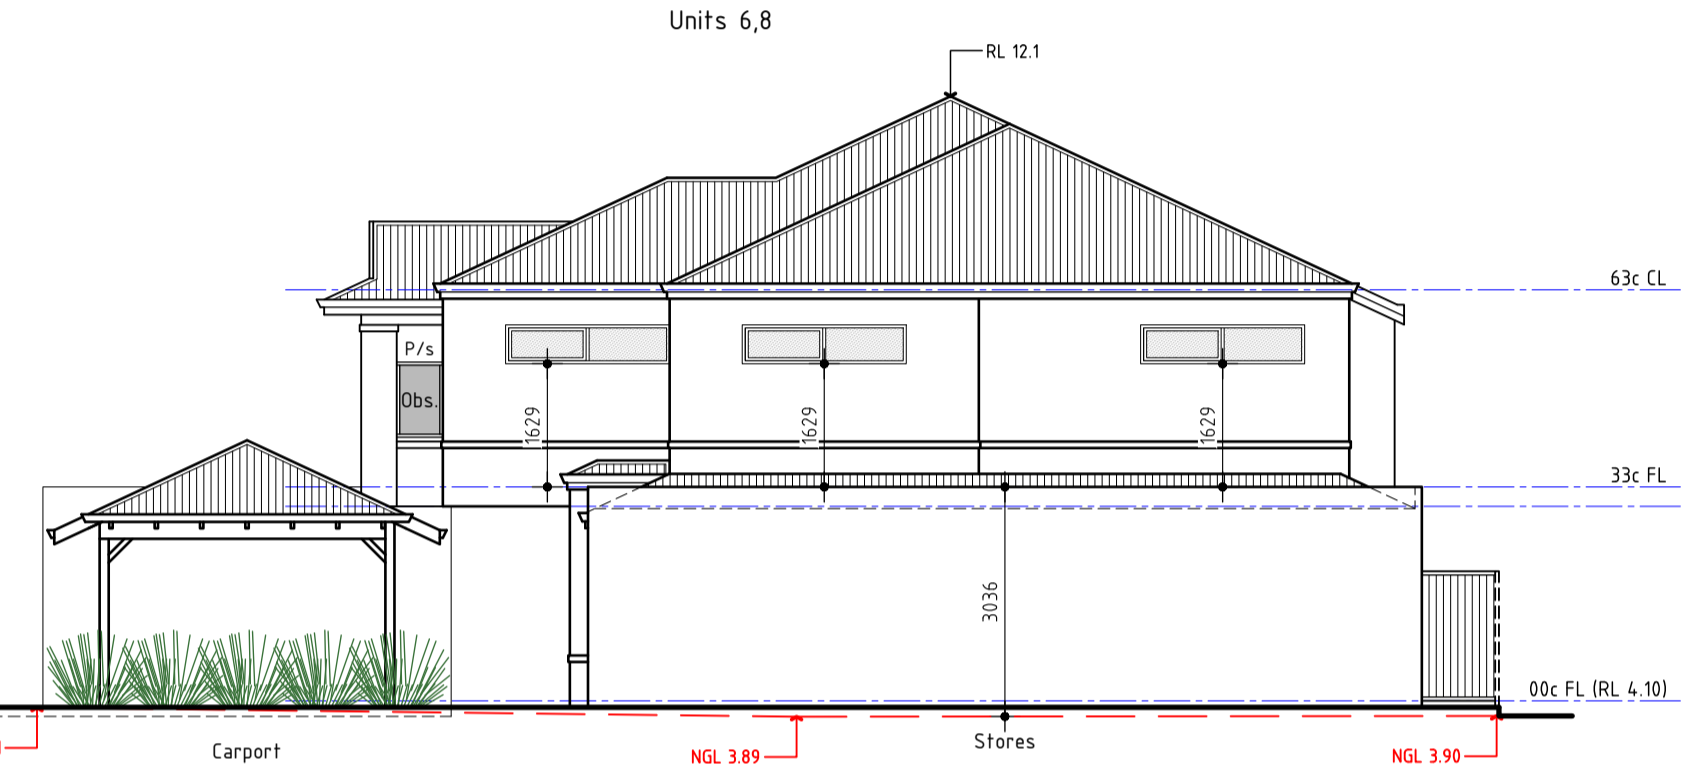 Units 6,8
RL 12.1
63c CL
P/s
Obs.
1629
1629
1629
33c FL
3036
00c FL (RL 4.10)
Carport
NGL 3.89
Stores
NGL 3.90